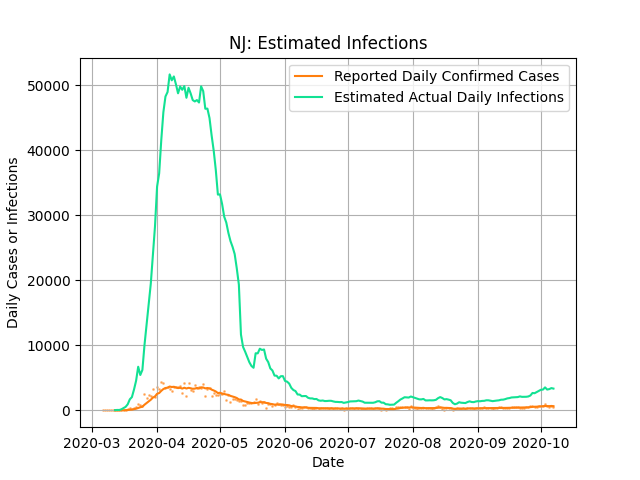 NJ: Estimated Infections
Reported Daily Confirmed Cases
Estimated Actual Daily Infections
Daily Cases or Infections
50000
40000
30000
20000
10000
0
2020-03 2020-04 2020-05 2020-06 2020-07 2020-08 2020-09 2020-10
Date